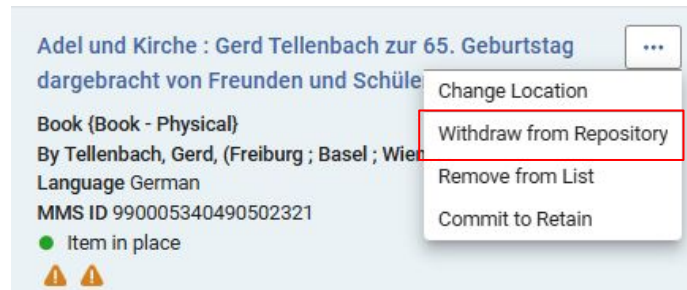 Adel und Kirche : Gerd Tellenbach zur 65. Geburtstag
dargebracht von Freunden und Schüle
Book {Book - Physical}
By Tellenbach, Gerd, (Freiburg ; Basel ; Wien
Language German
MMS ID 990005340490502321
Item in place
Change Location
Withdraw from Repository
Remove from List
Commit to Retain